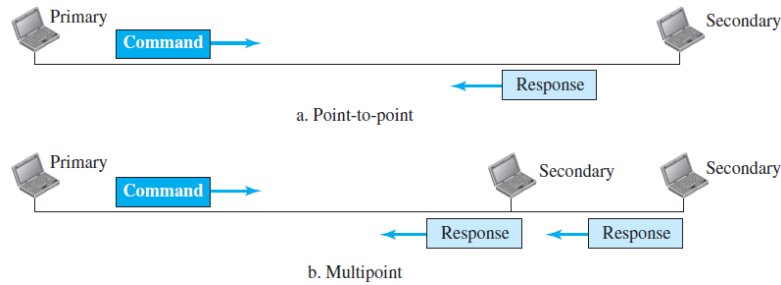 Primary
Secondary
Command
Response
a. Point-to-point
Primary
Secondary
Secondary
Command
Response
Response
b. Multipoint